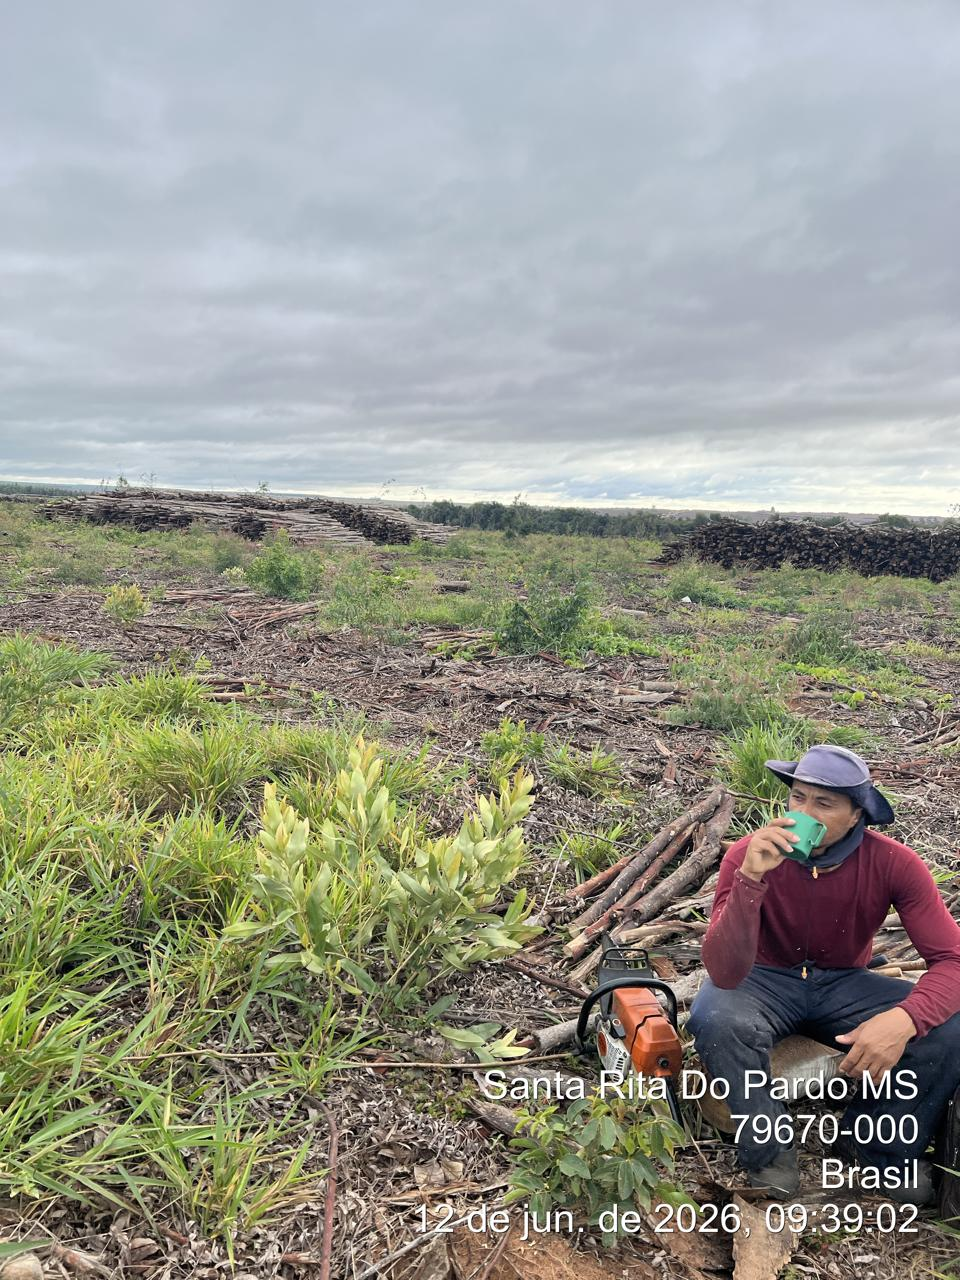 Santa Rita Do Pardo MS
79670-000
Brasil
12 de jun. de 2026, 09:39:02